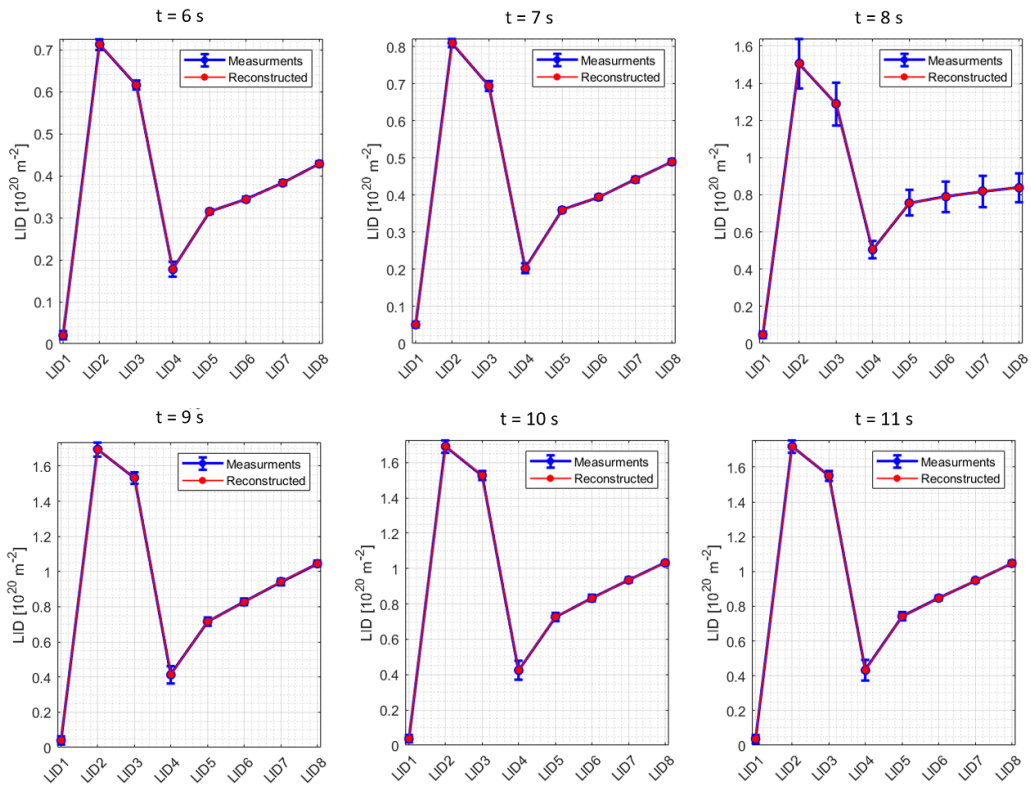 t = 6 s
LID [10^20 m^-2]
0.7
0.6
0.5
0.4
0.3
0.2
0.1
0
Measurments
Reconstructed
LID1 LID2 LID3 LID4 LID5 LID6 LID7 LID8
t = 7 s
LID [10^20 m^-2]
0.8
0.7
0.6
0.5
0.4
0.3
0.2
0.1
0
Measurments
Reconstructed
LID1 LID2 LID3 LID4 LID5 LID6 LID7 LID8
t = 8 s
LID [10^20 m^-2]
1.6
1.4
1.2
1
0.8
0.6
0.4
0.2
0
Measurments
Reconstructed
LID1 LID2 LID3 LID4 LID5 LID6 LID7 LID8
t = 9 s
LID [10^20 m^-2]
1.6
1.4
1.2
1
0.8
0.6
0.4
0.2
0
Measurments
Reconstructed
LID1 LID2 LID3 LID4 LID5 LID6 LID7 LID8
t = 10 s
LID [10^20 m^-2]
1.6
1.4
1.2
1
0.8
0.6
0.4
0.2
0
Measurments
Reconstructed
LID1 LID2 LID3 LID4 LID5 LID6 LID7 LID8
t = 11 s
LID [10^20 m^-2]
1.6
1.4
1.2
1
0.8
0.6
0.4
0.2
0
Measurments
Reconstructed
LID1 LID2 LID3 LID4 LID5 LID6 LID7 LID8